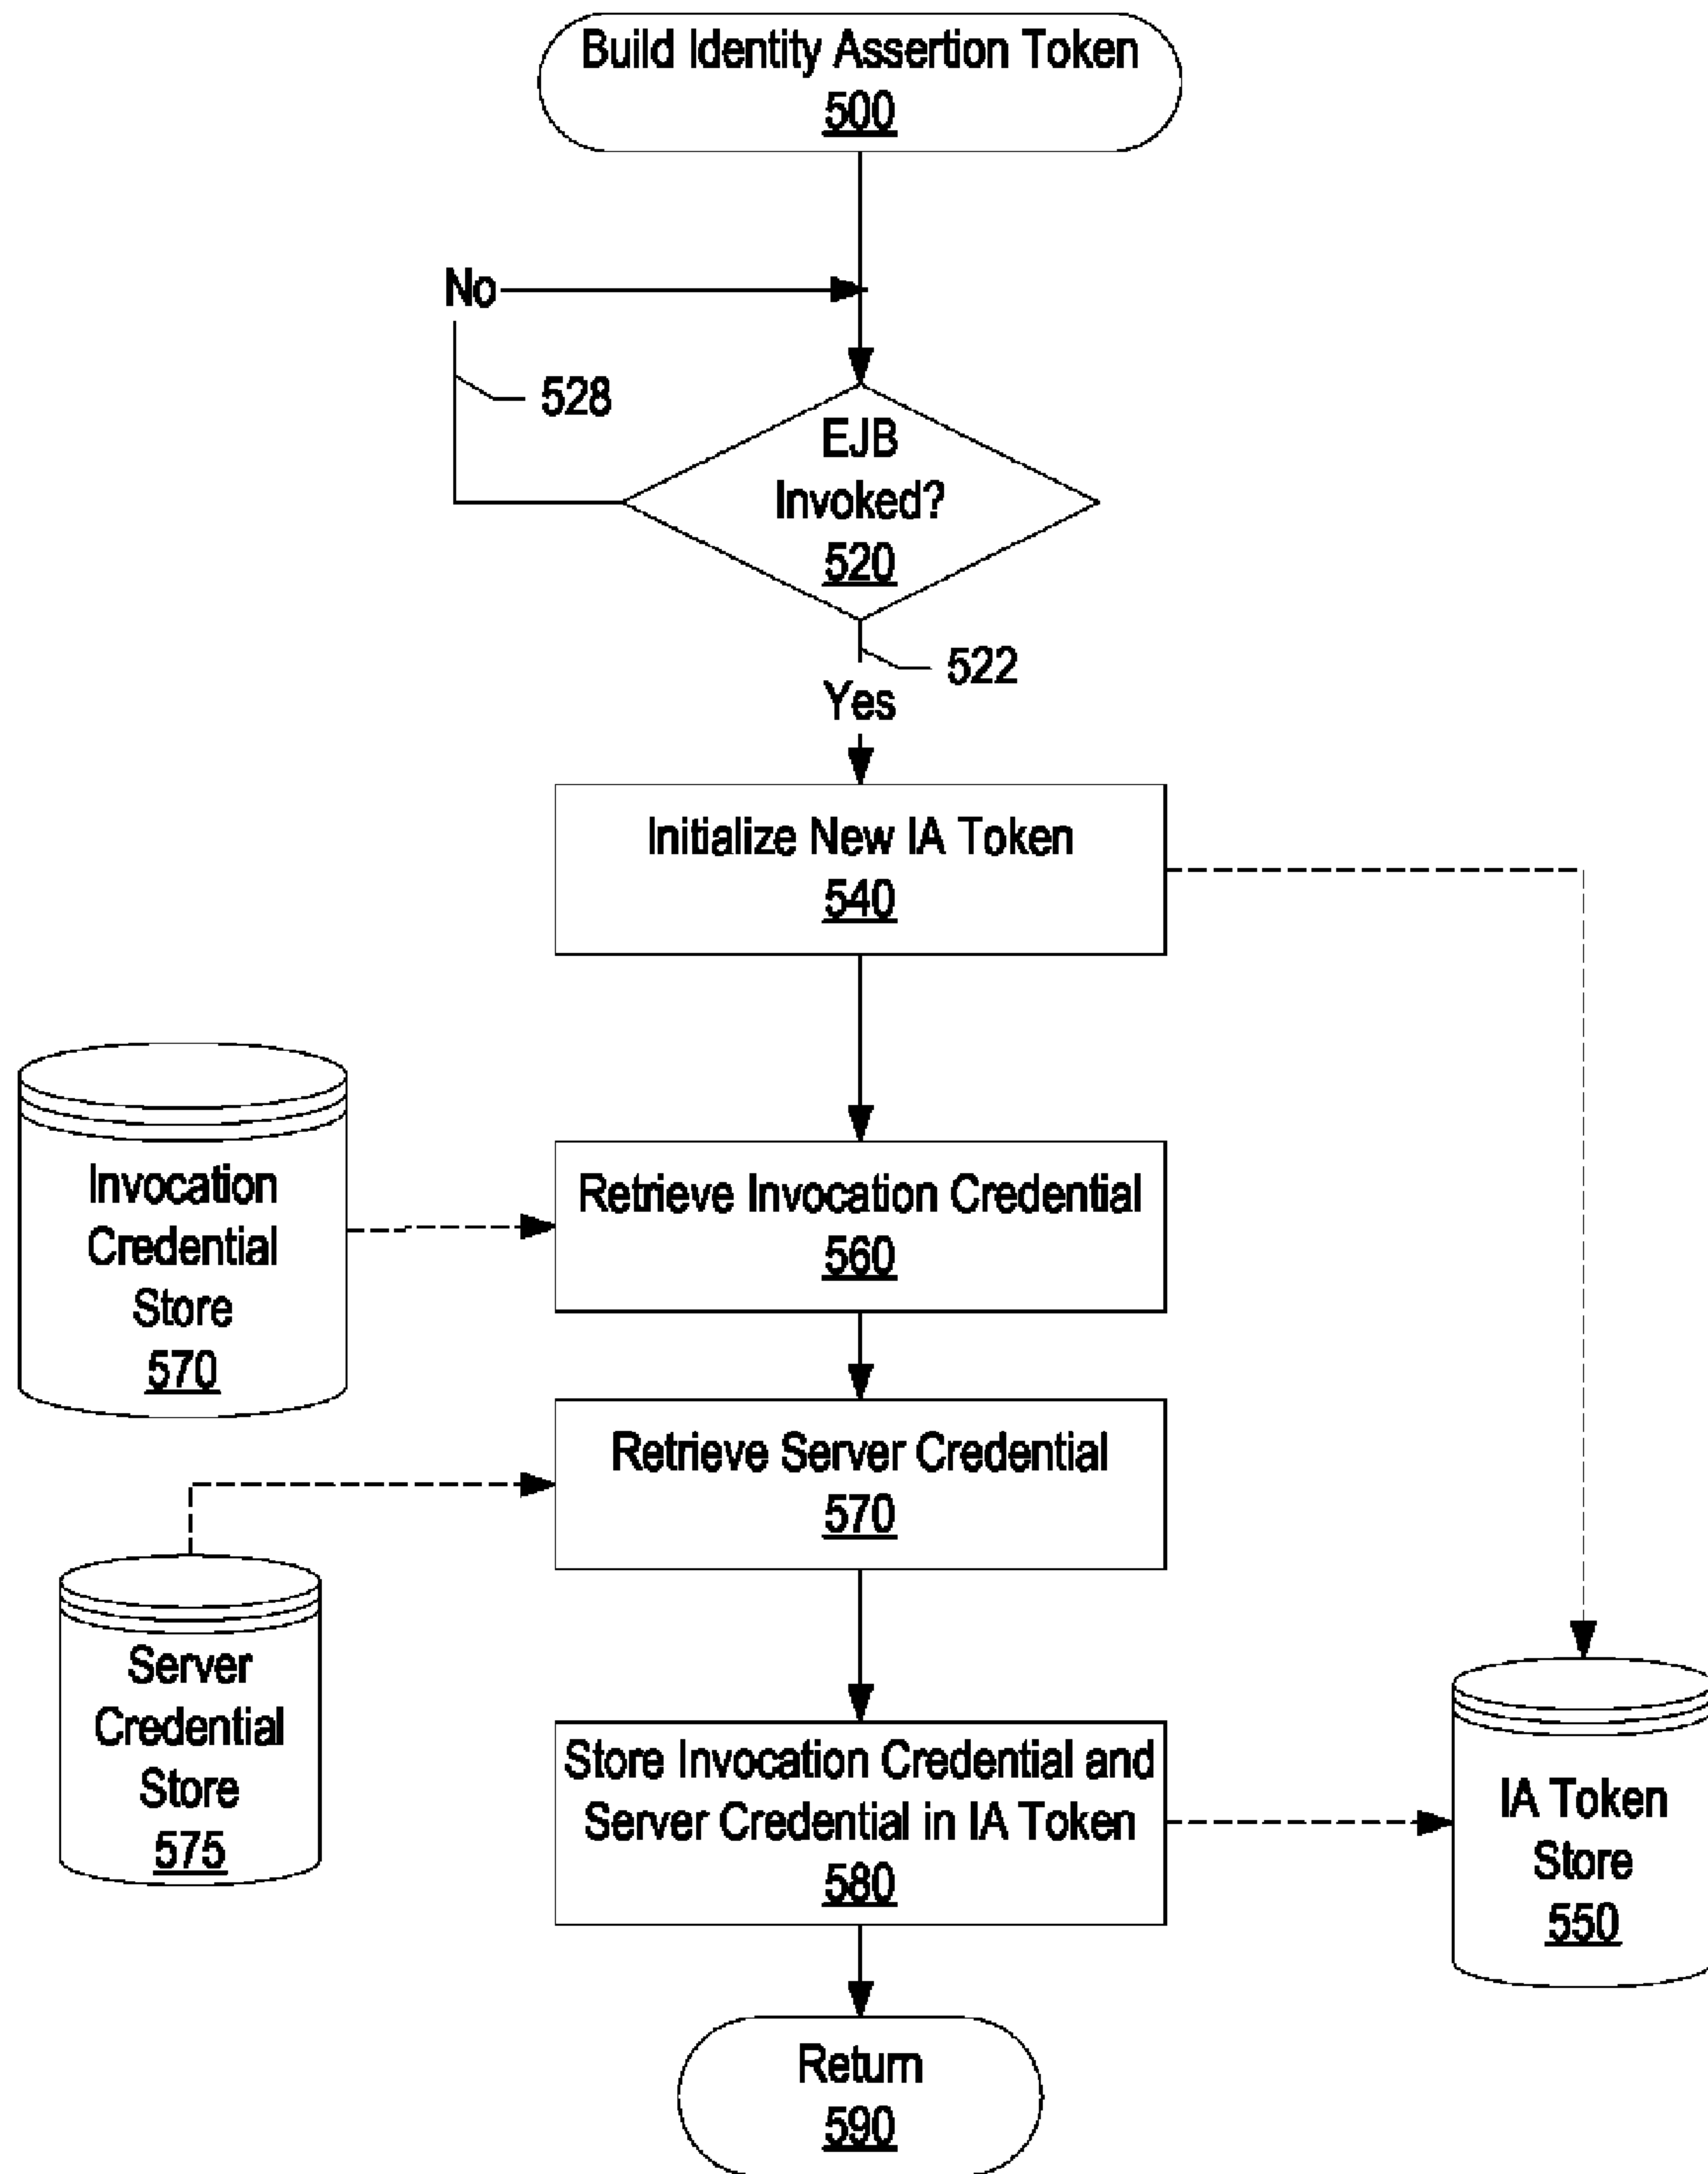 Build Identity Assertion Token
500
No
528
EJB
Invoked?
520
522
Yes
Initialize New IA Token
540
Invocation
Credential
Store
570
Retrieve Invocation Credential
560
Retrieve Server Credential
570
Server
Credential
Store
575
Store Invocation Credential and
Server Credential in IA Token
580
IA Token
Store
550
Return
590